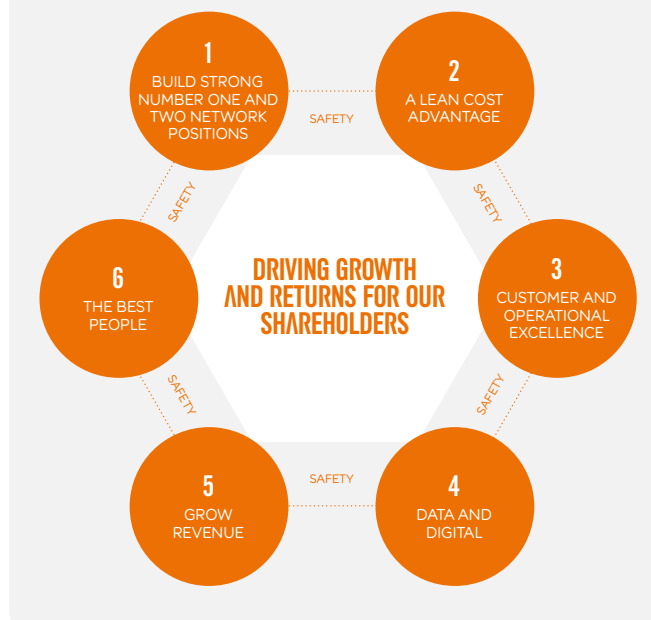 1
BUILD STRONG
NUMBER ONE AND
TWO NETWORK
POSITIONS
SAFETY
2
A LEAN COST
ADVANTAGE
SAFETY
3
CUSTOMER AND
OPERATIONAL
EXCELLENCE
SAFETY
4
DATA AND
DIGITAL
SAFETY
5
GROW
REVENUE
SAFETY
6
THE BEST
PEOPLE
SAFETY
DRIVING GROWTH
AND RETURNS FOR OUR
SHAREHOLDERS